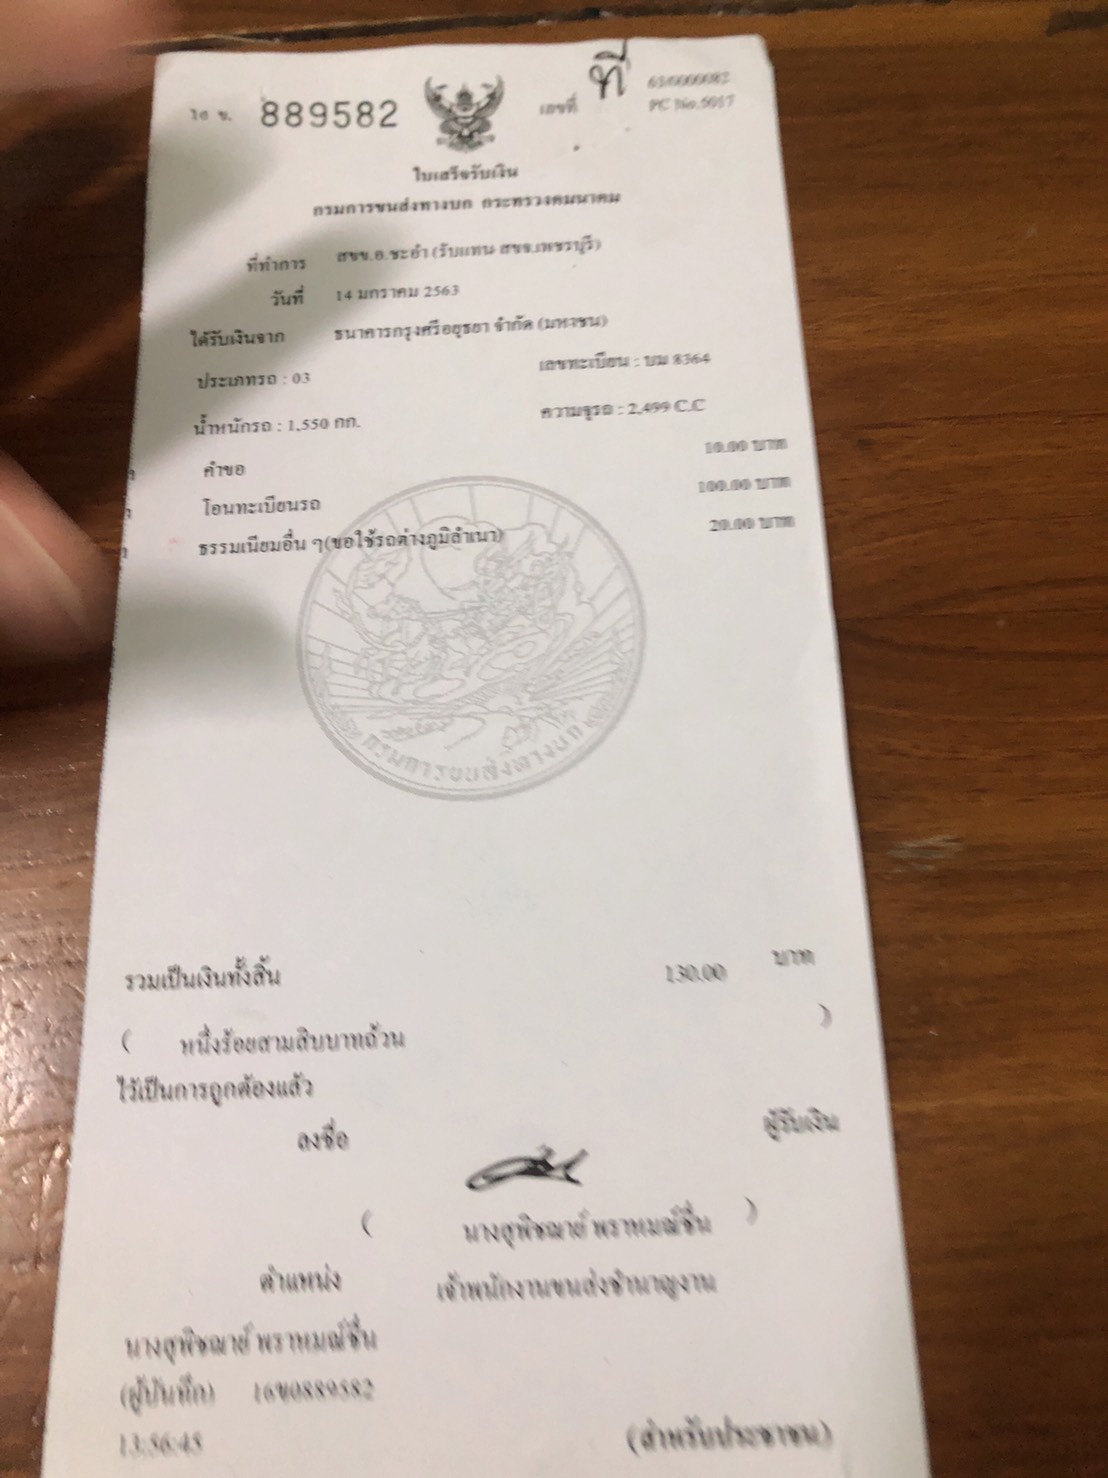 889582 เลขที่ ที่ 63/0000082
PC No.5017
ใบเสร็จรับเงิน
กรมการขนส่งทางบก กระทรวงคมนาคม
ที่ทำการ สขข.อ.ชะอำ (รับแทน สขจ.เพชรบุรี)
วันที่ 14 มกราคม 2563
ได้รับเงินจาก ธนาคารกรุงศรีอยุธยา จำกัด (มหาชน)
ประเภทรถ : 03 เลขทะเบียน : บม 8364
น้ำหนักรถ : 1,550 กก. ความจุรถ : 2,499 C.C
คำขอ 10.00 บาท
โอนทะเบียนรถ 100.00 บาท
ธรรมเนียมอื่น ๆ(ขอใช้รถต่างภูมิลำเนา) 20.00 บาท
กรมการขนส่งทางบก
รวมเป็นเงินทั้งสิ้น 130.00 บาท
( หนึ่งร้อยสามสิบบาทถ้วน )
ไว้เป็นการถูกต้องแล้ว
ลงชื่อ ผู้รับเงิน
( นางสุพิชฌาย์ พราหมณ์ชื่น )
ตำแหน่ง เจ้าพนักงานขนส่งชำนาญงาน
นางสุพิชฌาย์ พราหมณ์ชื่น
(ผู้บันทึก) 16ข0889582
13:56:45 (สำหรับประชาชน)